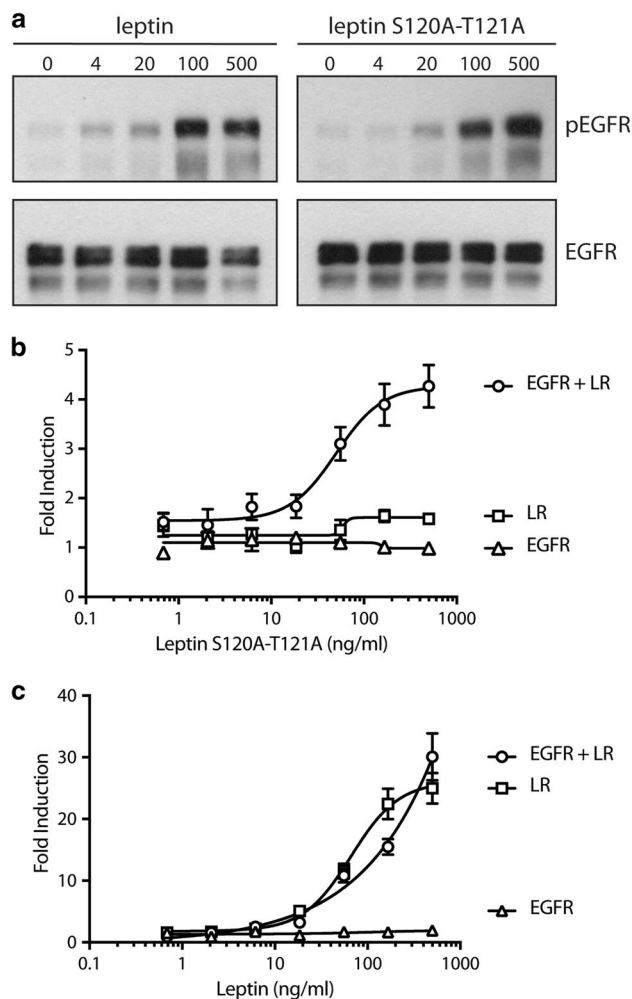 a
leptin
leptin S120A-T121A
0 4 20 100 500
0 4 20 100 500
pEGFR
EGFR
b
5
4
3
2
1
0
Fold Induction
0.1 1 10 100 1000
Leptin S120A-T121A (ng/ml)
EGFR + LR
LR
EGFR
c
40
30
20
10
0
Fold Induction
0.1 1 10 100 1000
Leptin (ng/ml)
EGFR + LR
LR
EGFR